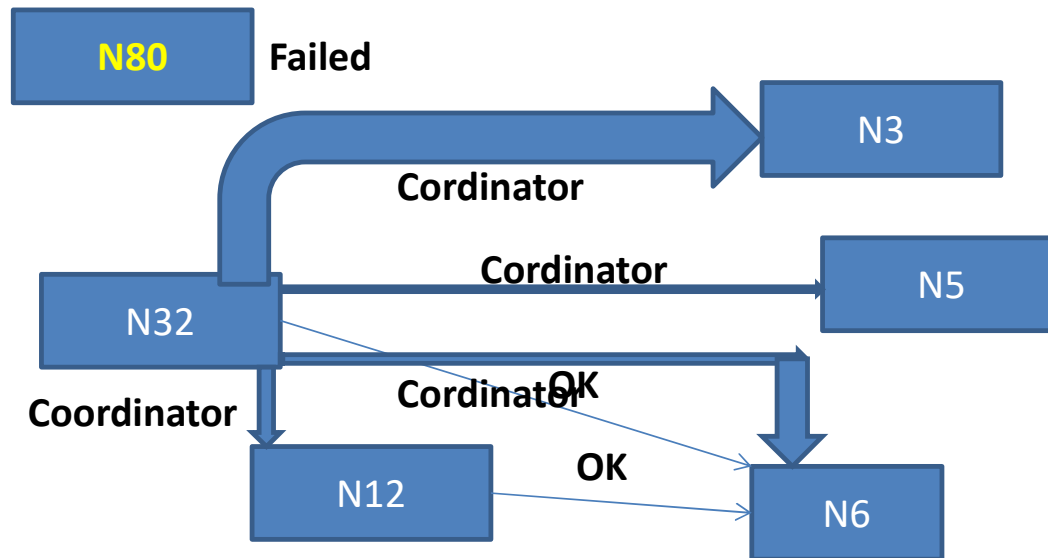 N80
Failed
N3
Cordinator
Cordinator
N5
N32
Cordinator
OK
Coordinator
OK
N12
N6